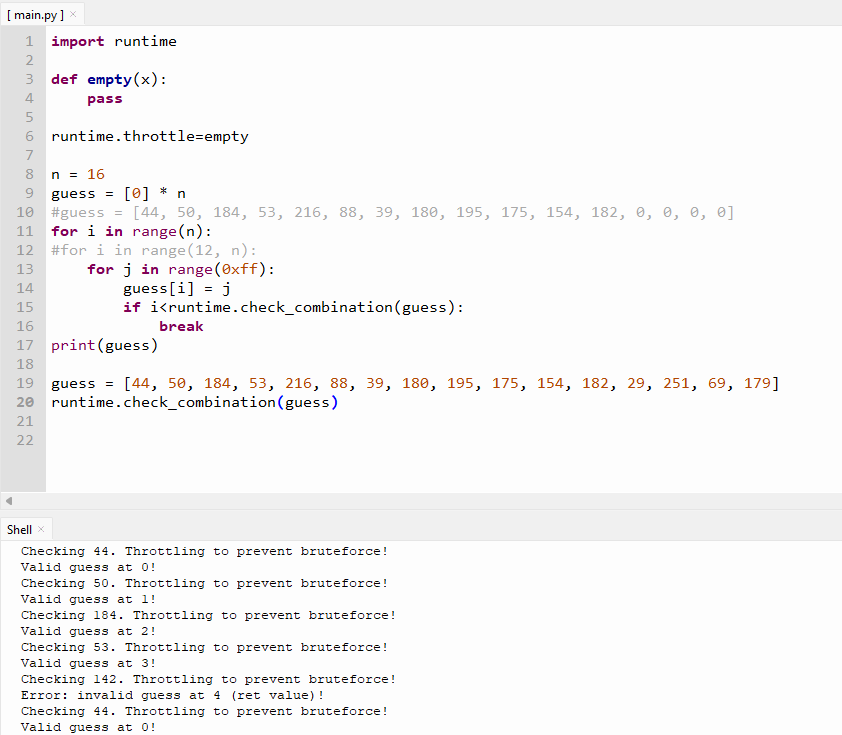 [ main.py ] ×
1 import runtime
2
3 def empty(x):
4     pass
5
6 runtime.throttle=empty
7
8 n = 16
9 guess = [0] * n
10 #guess = [44, 50, 184, 53, 216, 88, 39, 180, 195, 175, 154, 182, 0, 0, 0, 0]
11 for i in range(n):
12 #for i in range(12, n):
13     for j in range(0xff):
14         guess[i] = j
15         if i<runtime.check_combination(guess):
16             break
17 print(guess)
18
19 guess = [44, 50, 184, 53, 216, 88, 39, 180, 195, 175, 154, 182, 29, 251, 69, 179]
20 runtime.check_combination(guess)
21
22
Shell ×
Checking 44. Throttling to prevent bruteforce!
Valid guess at 0!
Checking 50. Throttling to prevent bruteforce!
Valid guess at 1!
Checking 184. Throttling to prevent bruteforce!
Valid guess at 2!
Checking 53. Throttling to prevent bruteforce!
Valid guess at 3!
Checking 142. Throttling to prevent bruteforce!
Error: invalid guess at 4 (ret value)!
Checking 44. Throttling to prevent bruteforce!
Valid guess at 0!